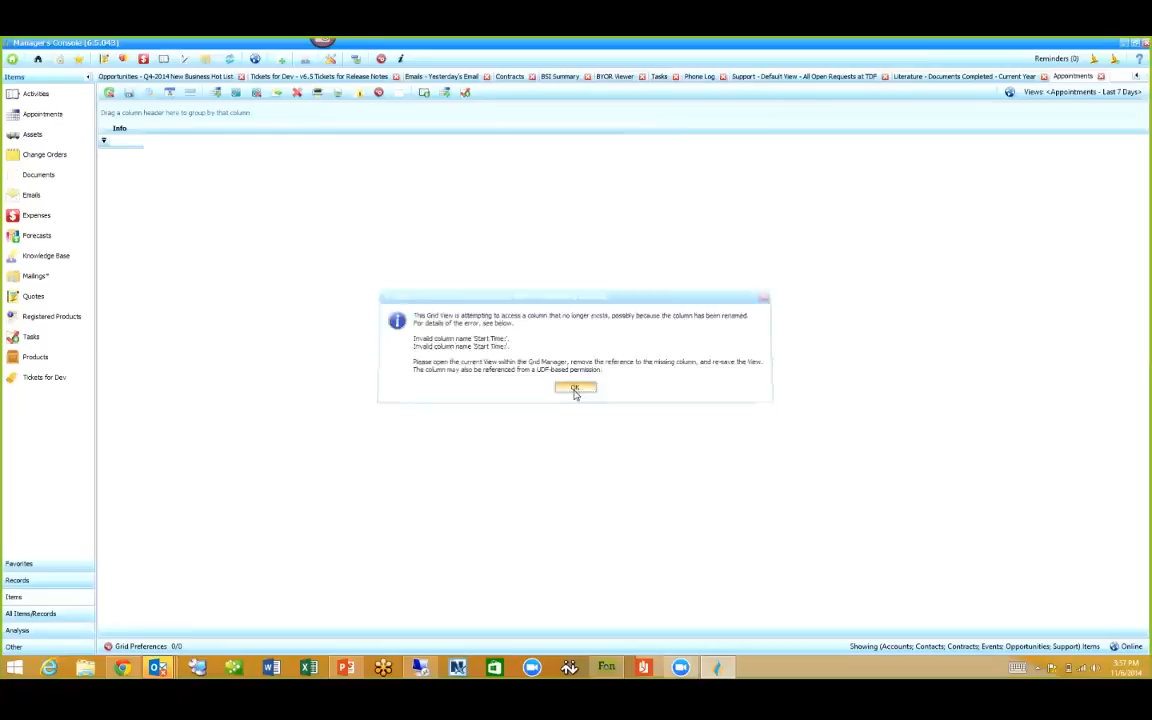 Manager's Console [6.5.043]
Items
Opportunities - Q4-2014 New Business Hot List
Tickets for Dev - v6.5 Tickets for Release Notes
Emails - Yesterday's Email
Contracts
BSI Summary
BYOR Viewer
Tasks
Phone Log
Support - Default View - All Open Requests at TDP
Literature - Documents Completed - Current Year
Appointments
Reminders (0)
Views: <Appointments - Last 7 Days>
Drag a column header here to group by that column
Info
Activities
Appointments
Assets
Change Orders
Documents
Emails
Expenses
Forecasts
Knowledge Base
Mailings*
Quotes
Registered Products
Tasks
Products
Tickets for Dev
This Grid View is attempting to access a column that no longer exists, possibly because the column has been renamed.
For details of the error, see below.
Invalid column name 'Start Time:'.
Invalid column name 'Start Time:'.
Please open the current View within the Grid Manager, remove the reference to the missing column, and re-save the View.
The column may also be referenced from a UDF-based permission.
OK
Favorites
Records
Items
All Items/Records
Analysis
Other
Grid Preferences 0/0
Showing (Accounts; Contacts; Contracts; Events; Opportunities; Support) Items
Online
Fon
5:57 PM
11/6/2014